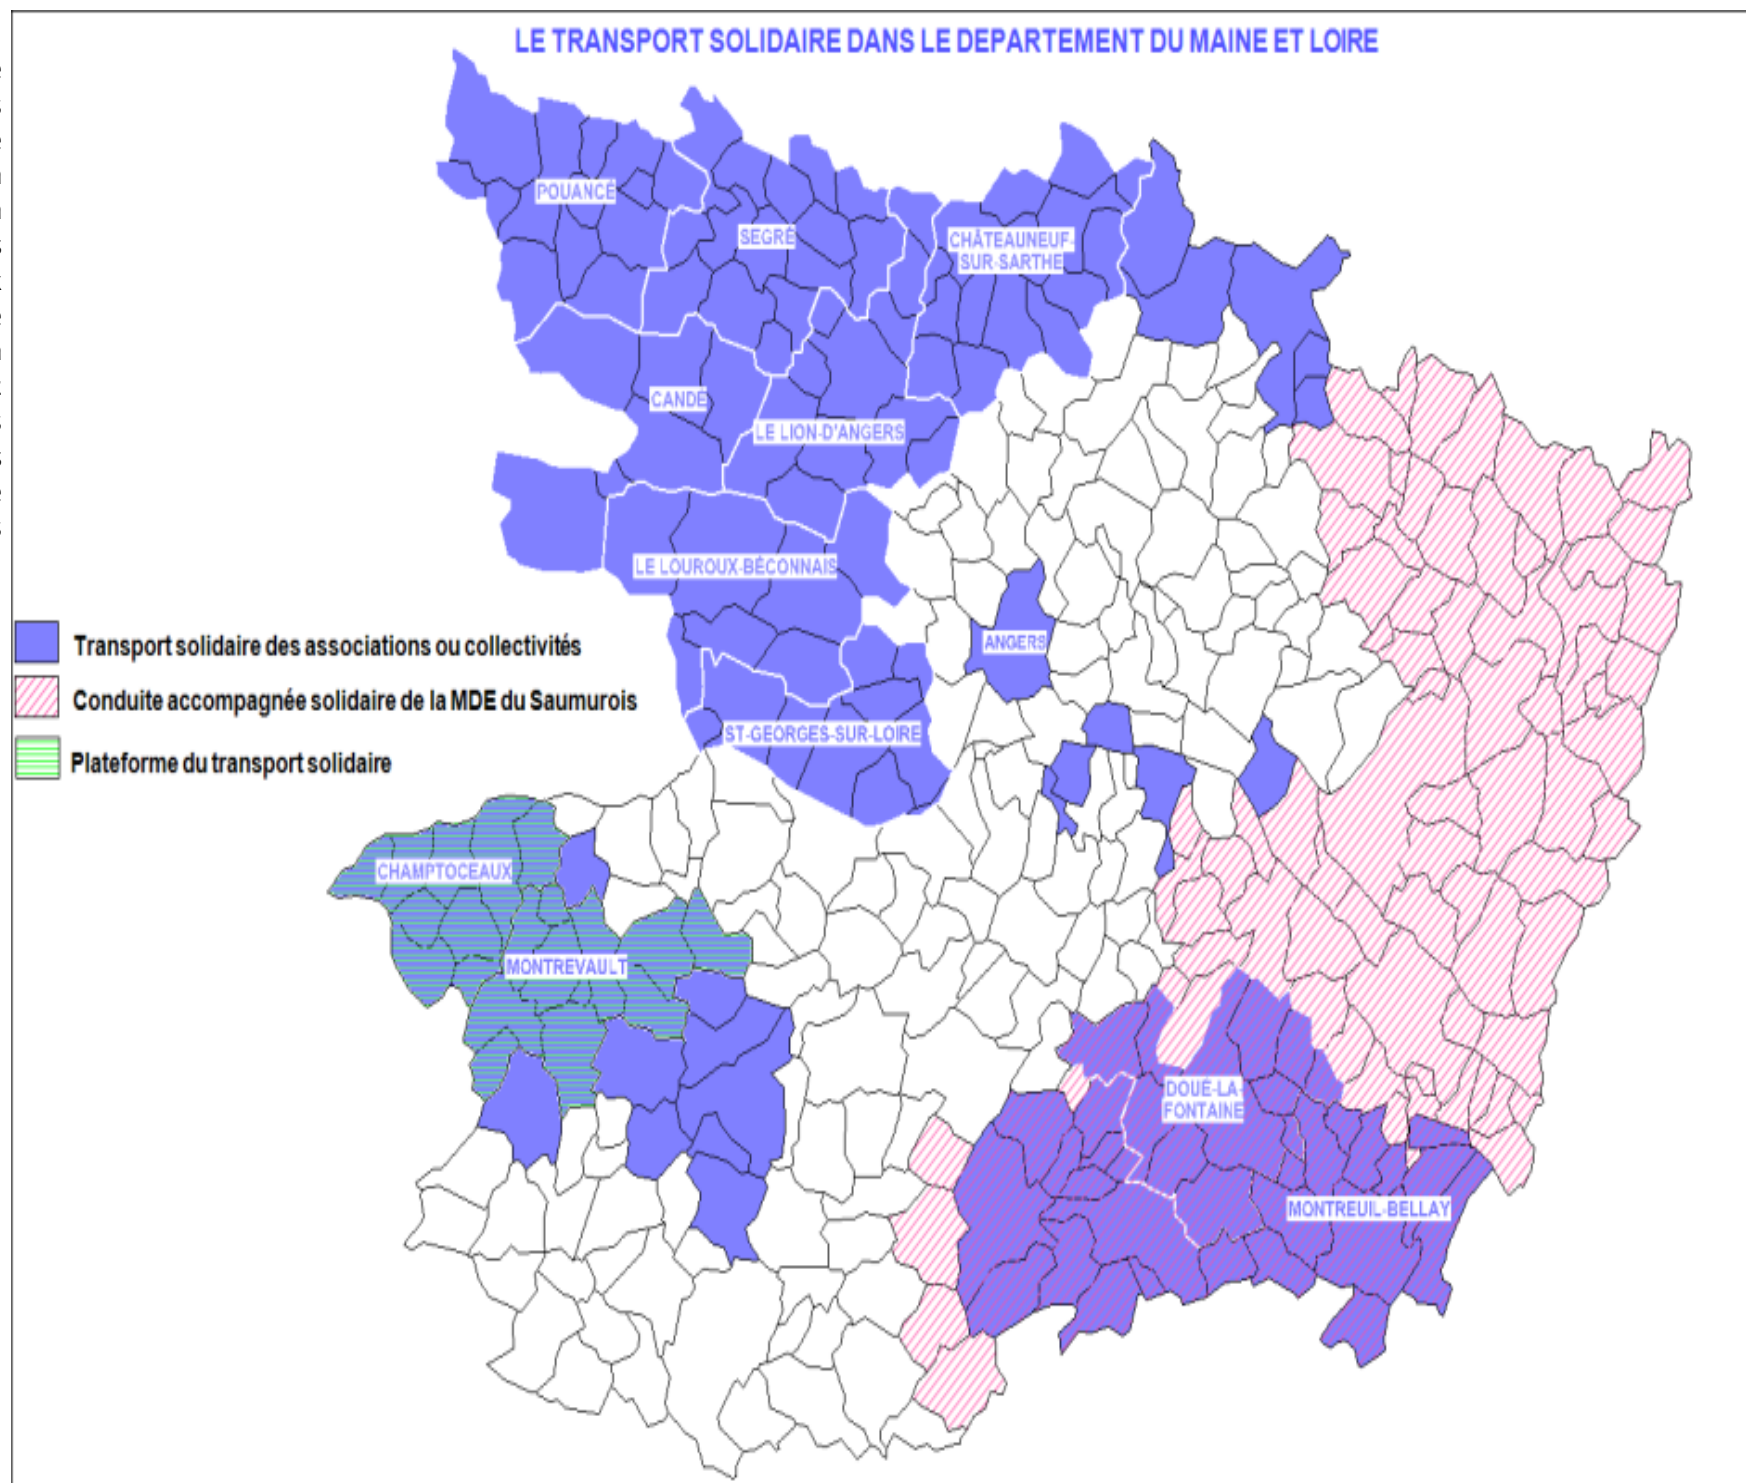 LE TRANSPORT SOLIDAIRE DANS LE DEPARTEMENT DU MAINE ET LOIRE
POUANCÉ
SEGRÉ
CHÂTEAUNEUF-
SUR-SARTHE
CANDE
LE LION-D'ANGERS
LE LOUROUX-BÉCONNAIS
ANGERS
Transport solidaire des associations ou collectivités
Conduite accompagnée solidaire de la MDE du Saumurois
ST-GEORGES-SUR-LOIRE
Plateforme du transport solidaire
CHAMPTOCEAUX
MONTREVAULT
DOUÉ-LA-
FONTAINE
MONTREUIL-BELLAY